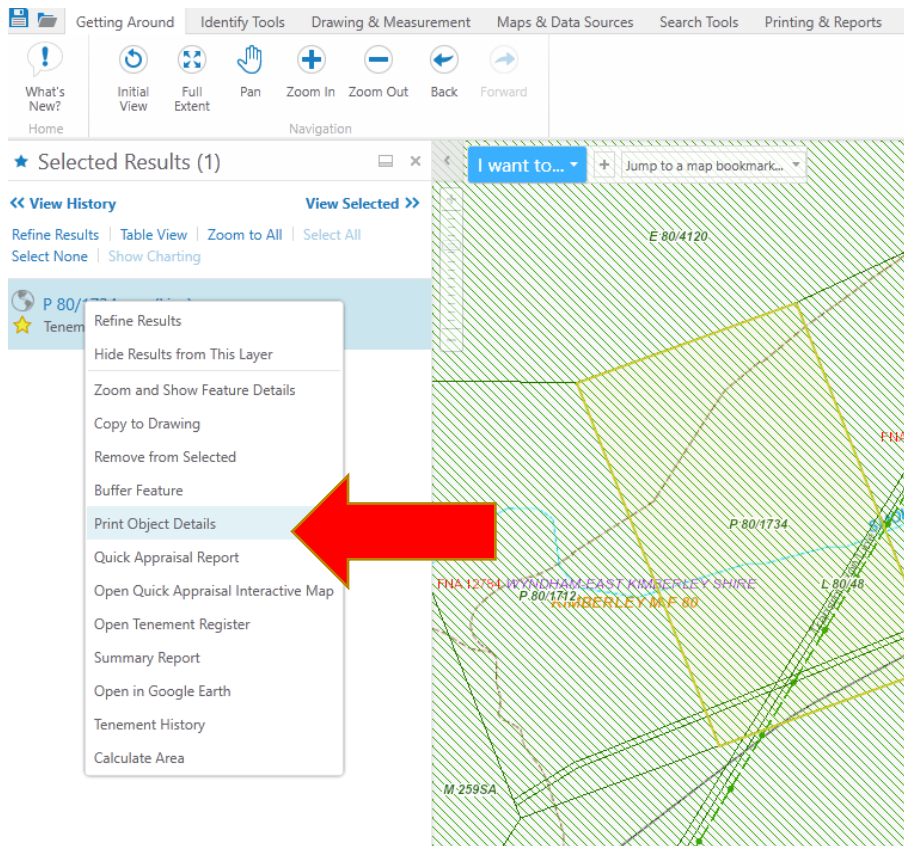 Getting Around Identify Tools Drawing & Measurement Maps & Data Sources Search Tools Printing & Reports
What's New?
Initial View
Full Extent
Pan
Zoom In
Zoom Out
Back
Forward
Home
Navigation
Selected Results (1)
I want to...
Jump to a map bookmark...
View History
View Selected
Refine Results Table View Zoom to All Select All
Select None Show Charting
P 80/
Tenem
Refine Results
Hide Results from This Layer
Zoom and Show Feature Details
Copy to Drawing
Remove from Selected
Buffer Feature
Print Object Details
Quick Appraisal Report
Open Quick Appraisal Interactive Map
Open Tenement Register
Summary Report
Open in Google Earth
Tenement History
Calculate Area
E 80/4120
FNA
P 80/1734
FNA 12784
WYNDHAM-EAST KIMBERLEY SHIRE
L 80/48
P 80/1712
KIMBERLEY M.F 80
M 259SA